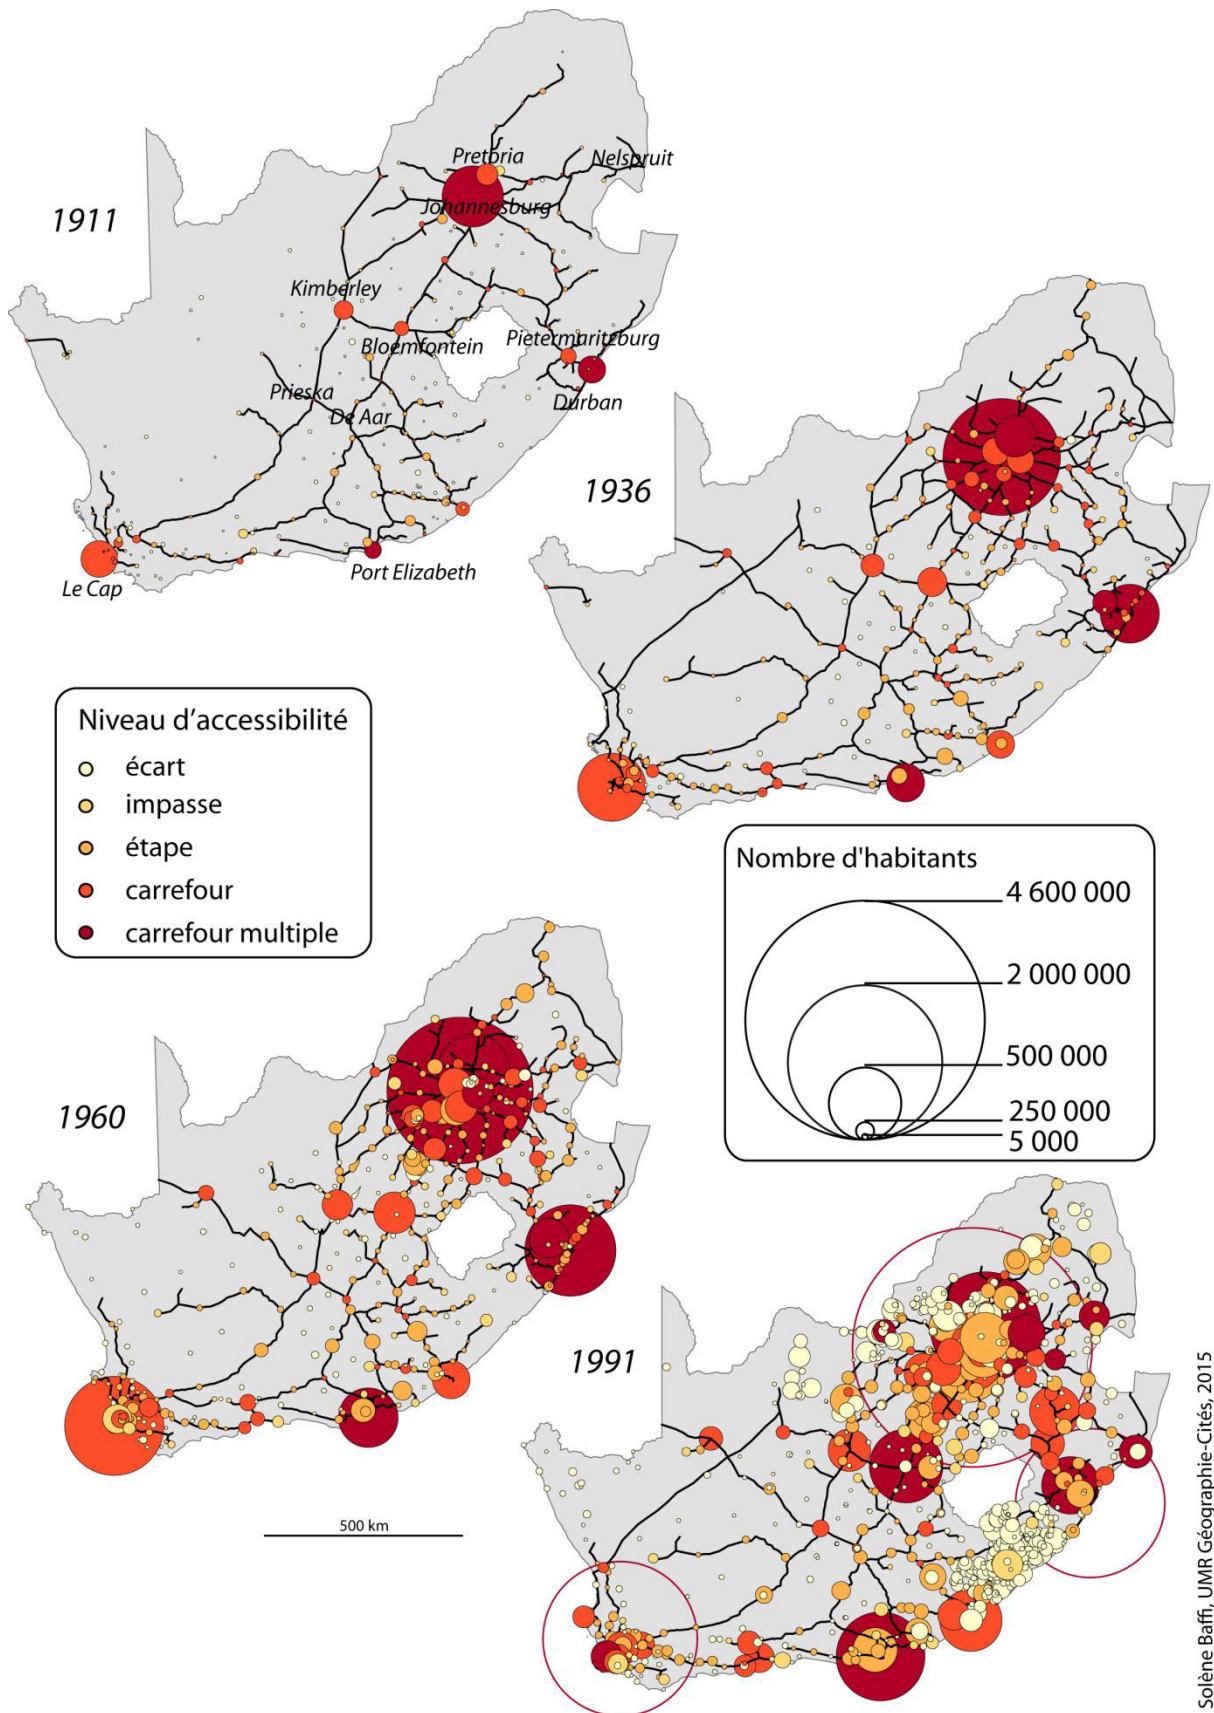 Pretoria
Nelspruit
1911
Johannesburg
Kimberley
Bloemfontein
Pietermaritzburg
Prieska
De Aar
Durban
Le Cap
Port Elizabeth
1936
Niveau d'accessibilité
écart
impasse
étape
carrefour
carrefour multiple
Nombre d'habitants
4 600 000
2 000 000
500 000
250 000
5 000
1960
1991
500 km
Solène Baffi, UMR Géographie-Cités, 2015